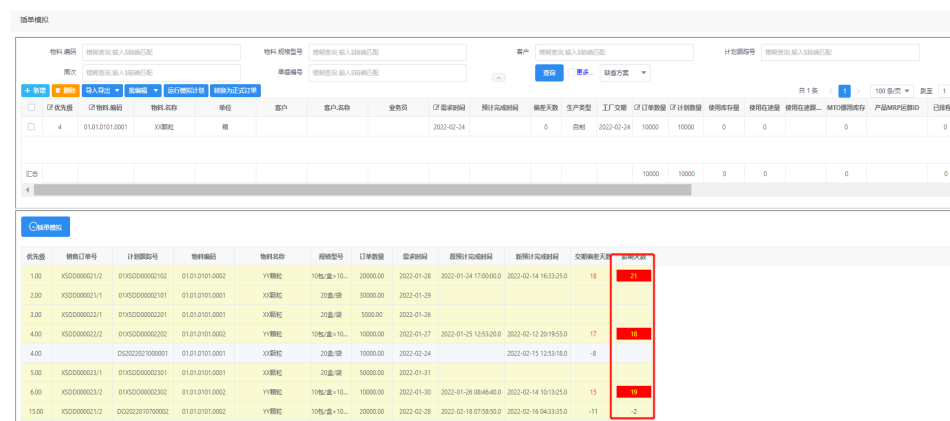 插单模拟
物料.编码 模糊查询,输入$精确匹配 物料.规格型号 模糊查询,输入$精确匹配 客户 模糊查询,输入$精确匹配 计划跟踪号 模糊查询,输入$精确匹配
周次 模糊查询,输入$精确匹配 单据编号 模糊查询,输入$精确匹配 查询 更多... 缺省方案
+ 新增 删除 导入导出 批编辑 运行模拟计划 转换为正式订单 共 1 条 1 100 条/页 跳至 1
优先级 物料.编码 物料.名称 单位 客户 客户.名称 业务员 需求时间 预计完成时间 偏差天数 生产类型 工厂交期 订单数量 计划数量 使用库存量 使用在途量 使用在途跟... MTO挪用库存 产品MRP运算ID 已排程
4 01.01.0101.0001 XX颗粒 箱 2022-02-24 0 自制 2022-02-24 10000 10000 0 0 0 0
汇总 10000 10000 0 0 0 0
插单模拟
优先级 销售订单号 计划跟踪号 物料编码 物料名称 规格型号 订单数量 需求时间 原预计完成时间 新预计完成时间 交期偏差天数 影响天数
1.00 XSDD000021/2 01XSDD00002102 01.01.0101.0002 YY颗粒 10包/盒×10... 20000.00 2022-01-28 2022-01-24 17:00:00.0 2022-02-14 16:33:25.0 18 21
2.00 XSDD000021/1 01XSDD00002101 01.01.0101.0001 XX颗粒 20盒/袋 30000.00 2022-01-29
3.00 XSDD000022/1 01XSDD00002201 01.01.0101.0001 XX颗粒 20盒/袋 5000.00 2022-01-26
4.00 XSDD000022/2 01XSDD00002202 01.01.0101.0002 YY颗粒 10包/盒×10... 10000.00 2022-01-27 2022-01-25 12:53:20.0 2022-02-12 20:19:55.0 17 18
4.00 DS2022021000001 01.01.0101.0001 XX颗粒 20盒/袋 10000.00 2022-02-24 2022-02-15 12:53:18.0 -8
5.00 XSDD000023/1 01XSDD00002301 01.01.0101.0001 XX颗粒 20盒/袋 50000.00 2022-01-31
6.00 XSDD000023/2 01XSDD00002302 01.01.0101.0002 YY颗粒 10包/盒×10... 10000.00 2022-01-30 2022-01-26 08:46:40.0 2022-02-14 10:13:25.0 15 19
15.00 XSDD000021/2 DO2022010700002 01.01.0101.0002 YY颗粒 10包/盒×10... 20000.00 2022-02-28 2022-02-18 07:58:50.0 2022-02-16 04:33:35.0 -11 -2